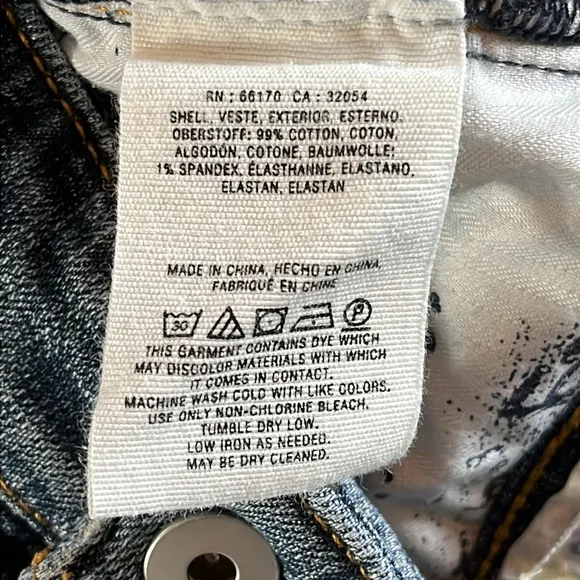 RN : 66170 CA : 32054
SHELL, VESTE, EXTERIOR, ESTERNO,
OBERSTOFF: 99% COTTON, COTON,
ALGODÓN, COTONE, BAUMWOLLE;
1% SPANDEX, ÉLASTHANNE, ELASTANO,
ELASTAN, ELASTAN
MADE IN CHINA, HECHO EN CHINA,
FABRIQUÉ EN CHINE
30 P
THIS GARMENT CONTAINS DYE WHICH
MAY DISCOLOR MATERIALS WITH WHICH
IT COMES IN CONTACT.
MACHINE WASH COLD WITH LIKE COLORS.
USE ONLY NON-CHLORINE BLEACH.
TUMBLE DRY LOW.
LOW IRON AS NEEDED.
MAY BE DRY CLEANED.